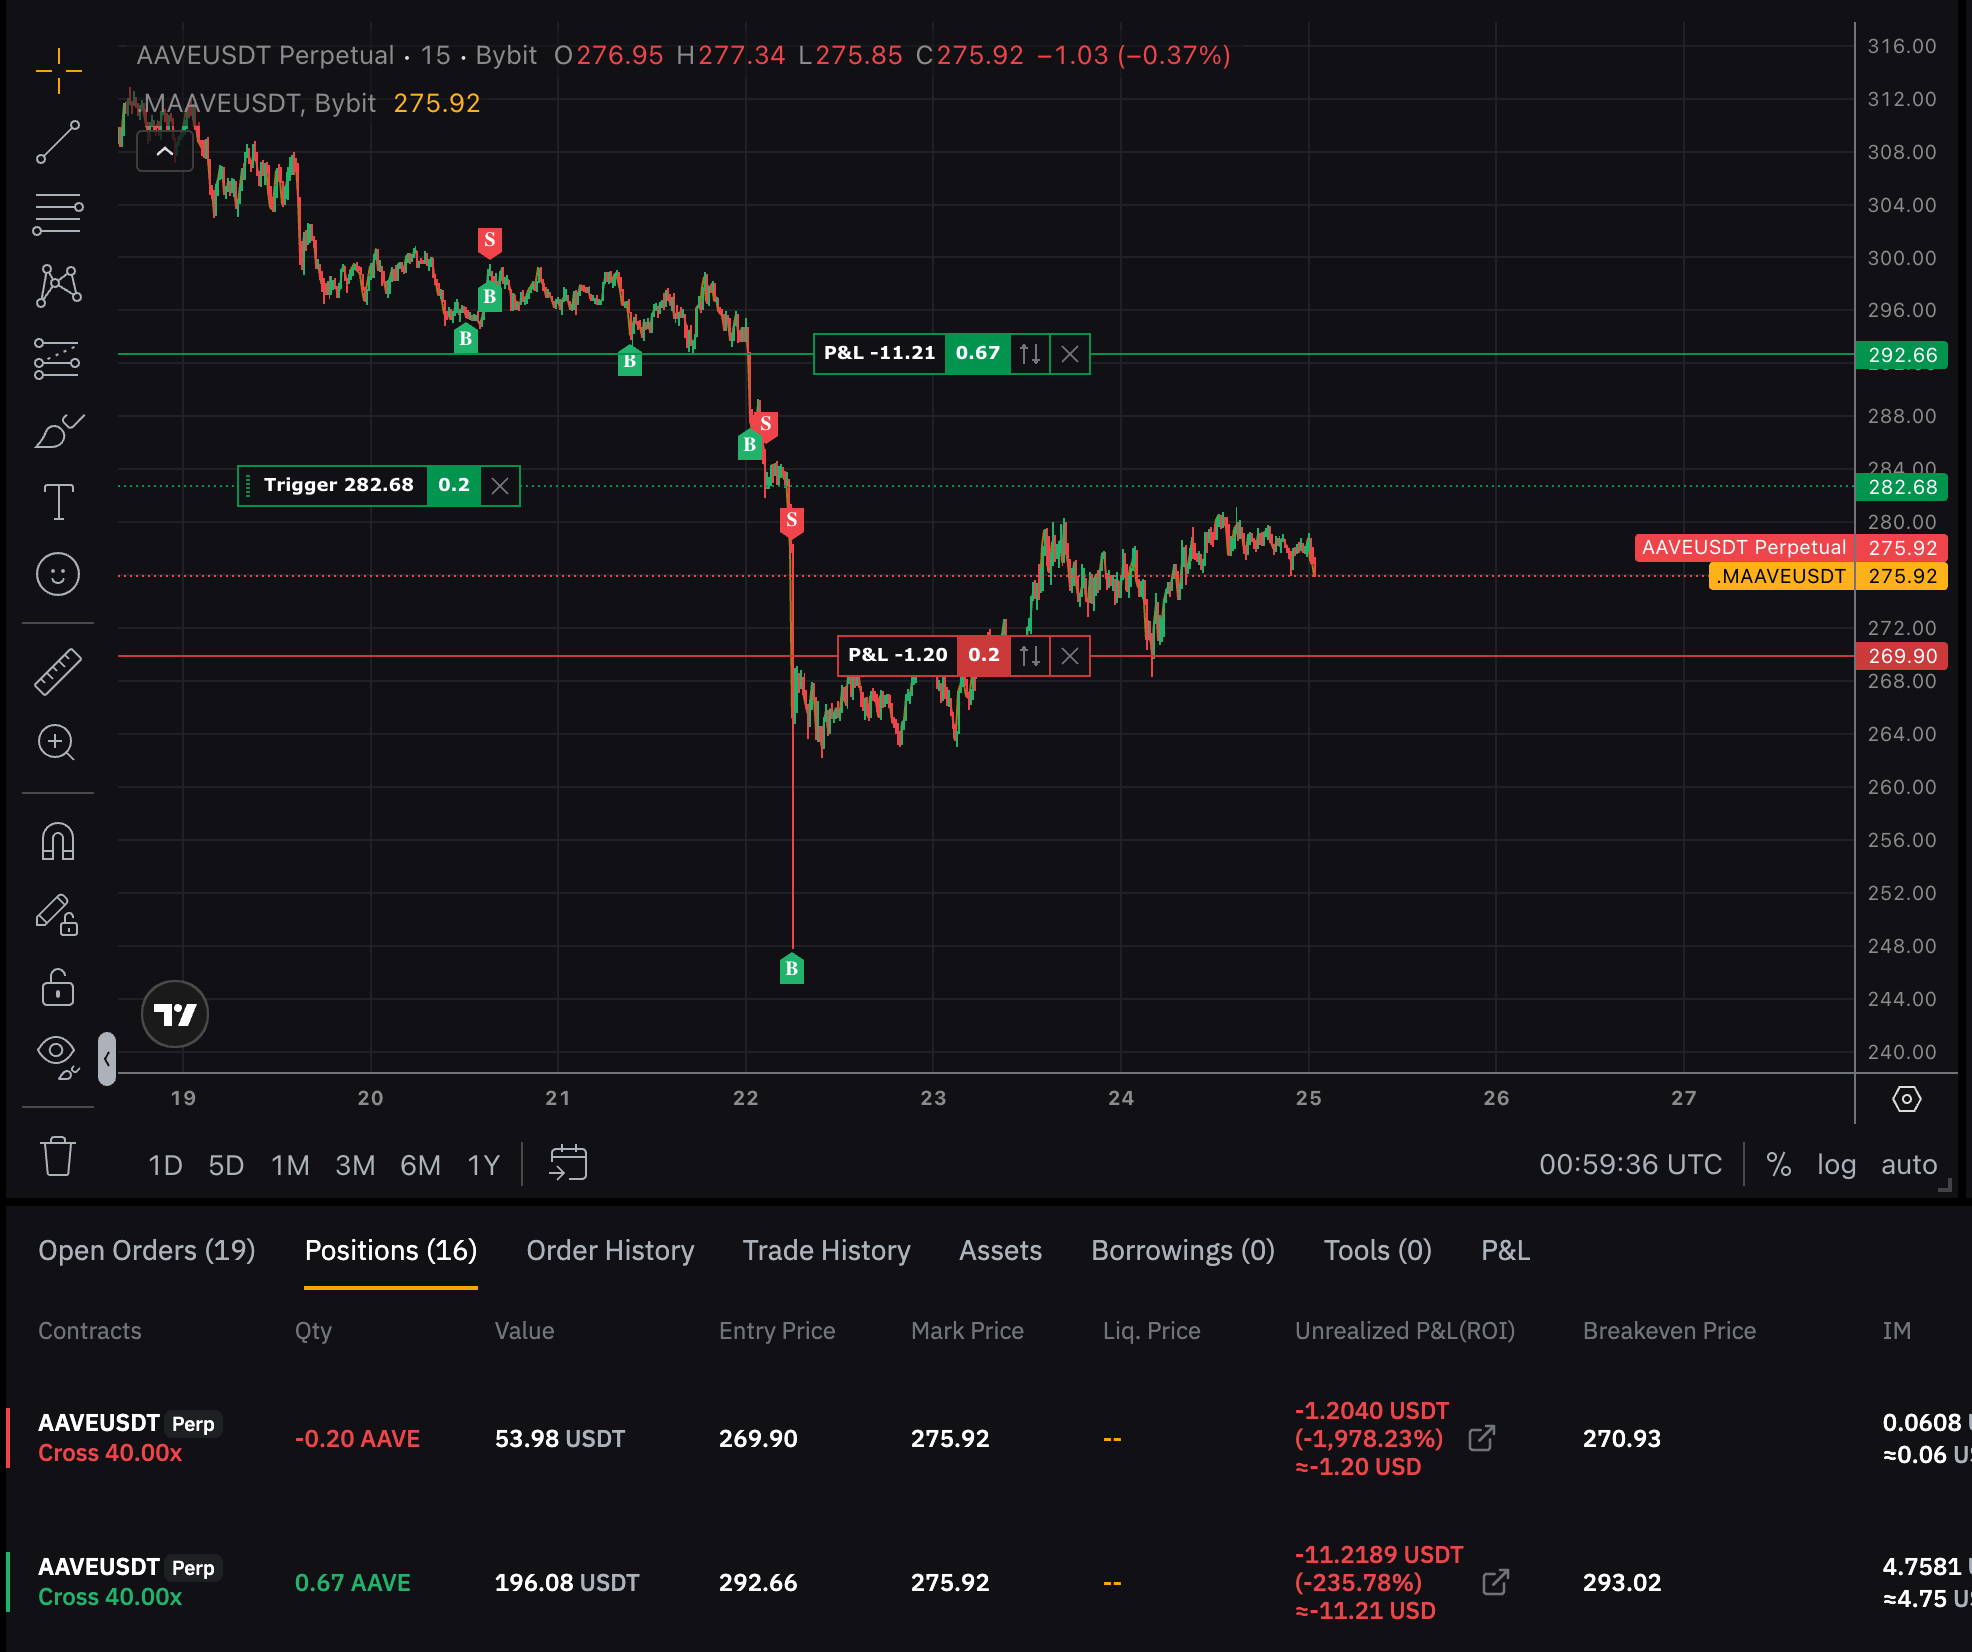 AAVEUSDT Perpetual · 15 · Bybit O276.95 H277.34 L275.85 C275.92 −1.03 (−0.37%)
.MAAVEUSDT, Bybit 275.92
316.00
312.00
308.00
304.00
300.00
296.00
292.66
288.00
284.00
282.68
280.00
AAVEUSDT Perpetual 275.92
.MAAVEUSDT 275.92
272.00
269.90
268.00
264.00
260.00
256.00
252.00
248.00
244.00
240.00
S
B
B
B
P&L -11.21 0.67
S
B
Trigger 282.68 0.2
S
P&L -1.20 0.2
B
19 20 21 22 23 24 25 26 27
1D 5D 1M 3M 6M 1Y 00:59:36 UTC % log auto
Open Orders (19) Positions (16) Order History Trade History Assets Borrowings (0) Tools (0) P&L
Contracts Qty Value Entry Price Mark Price Liq. Price Unrealized P&L(ROI) Breakeven Price IM
AAVEUSDT Perp
Cross 40.00x
-0.20 AAVE
53.98 USDT
269.90
275.92
--
-1.2040 USDT
(-1,978.23%)
≈-1.20 USD
270.93
0.0608
≈0.06
AAVEUSDT Perp
Cross 40.00x
0.67 AAVE
196.08 USDT
292.66
275.92
--
-11.2189 USDT
(-235.78%)
≈-11.21 USD
293.02
4.7581
≈4.75